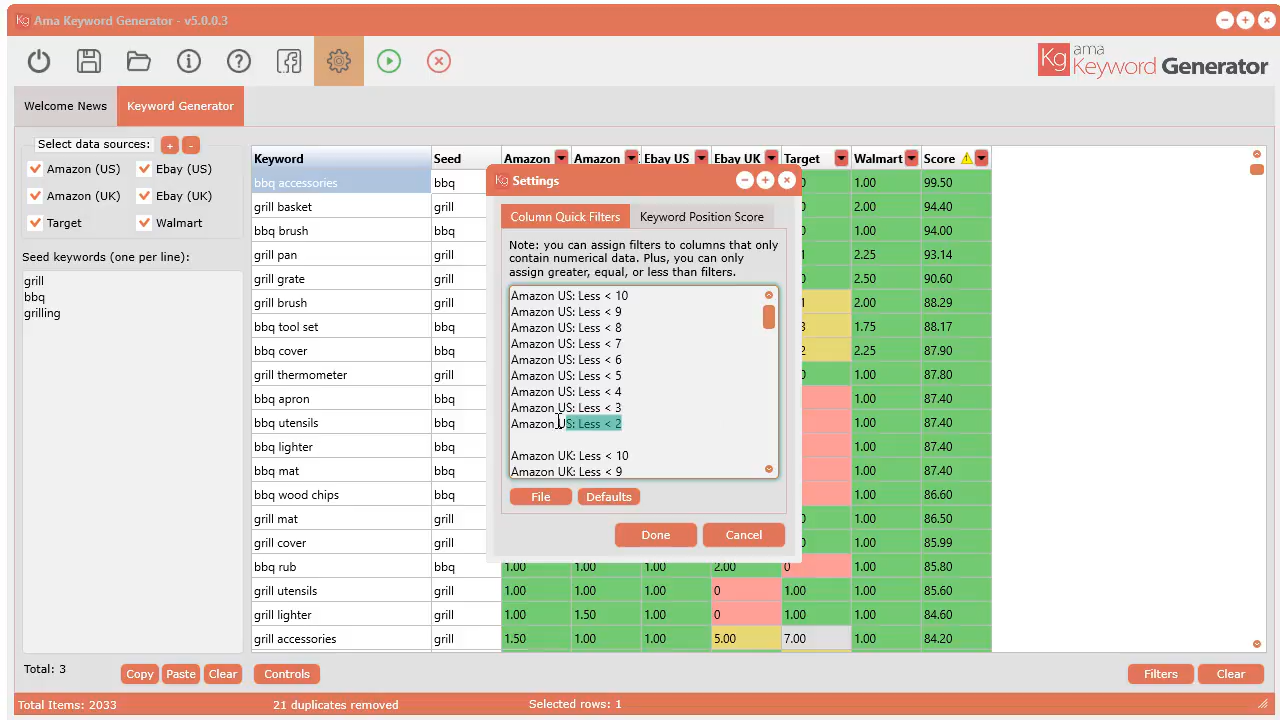 Kg Ama Keyword Generator - v5.0.0.3
Kg ama Keyword Generator
Welcome News
Keyword Generator
Select data sources: + -
Amazon (US) Ebay (US)
Amazon (UK) Ebay (UK)
Target Walmart
Seed keywords (one per line):
grill
bbq
grilling
Total: 3
Copy Paste Clear
Keyword Seed Amazon Amazon Ebay US Ebay UK Target Walmart Score
bbq accessories bbq 1.00 99.50
grill basket grill 2.00 94.40
bbq brush bbq 1.00 94.00
grill pan grill 2.25 93.14
grill grate grill 2.50 90.60
grill brush grill 2.00 88.29
bbq tool set bbq 1.75 88.17
bbq cover bbq 2.25 87.90
grill thermometer grill 1.00 87.80
bbq apron bbq 1.00 87.40
bbq utensils bbq 1.00 87.40
bbq lighter bbq 1.00 87.40
bbq mat bbq 1.00 87.40
bbq wood chips bbq 1.00 86.60
grill mat grill 1.00 86.50
grill cover grill 1.00 85.99
bbq rub bbq 1.00 1.00 1.00 2.00 0 1.00 85.80
grill utensils grill 1.00 1.00 1.00 0 1.00 1.00 85.60
grill lighter grill 1.00 1.50 1.00 0 1.00 1.00 84.60
grill accessories grill 1.50 1.00 1.00 5.00 7.00 1.00 84.20
Kg Settings
Column Quick Filters
Keyword Position Score
Note: you can assign filters to columns that only
contain numerical data. Plus, you can only
assign greater, equal, or less than filters.
Amazon US: Less < 10
Amazon US: Less < 9
Amazon US: Less < 8
Amazon US: Less < 7
Amazon US: Less < 6
Amazon US: Less < 5
Amazon US: Less < 4
Amazon US: Less < 3
Amazon US: Less < 2
Amazon UK: Less < 10
Amazon UK: Less < 9
File Defaults
Done Cancel
Controls
Filters Clear
Total Items: 2033
21 duplicates removed
Selected rows: 1